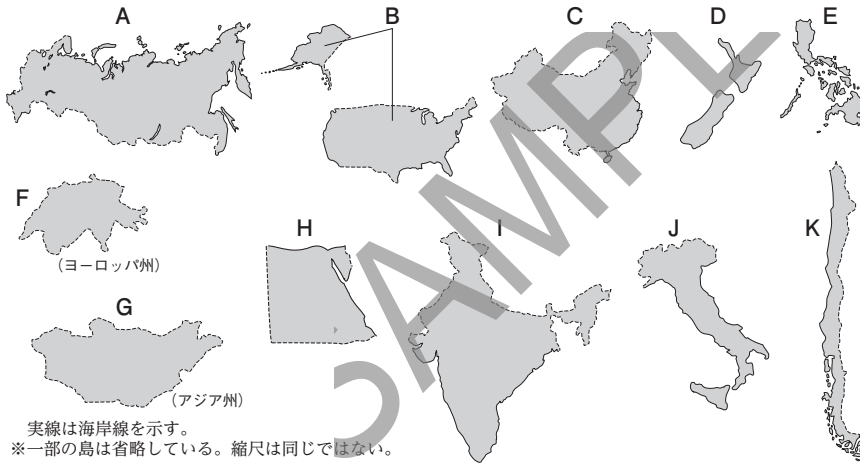 A
B
C
D
E
F
(ヨーロッパ州)
G
(アジア州)
H
I
J
K
実線は海岸線を示す。
※一部の島は省略している。縮尺は同じではない。
SAMPLE